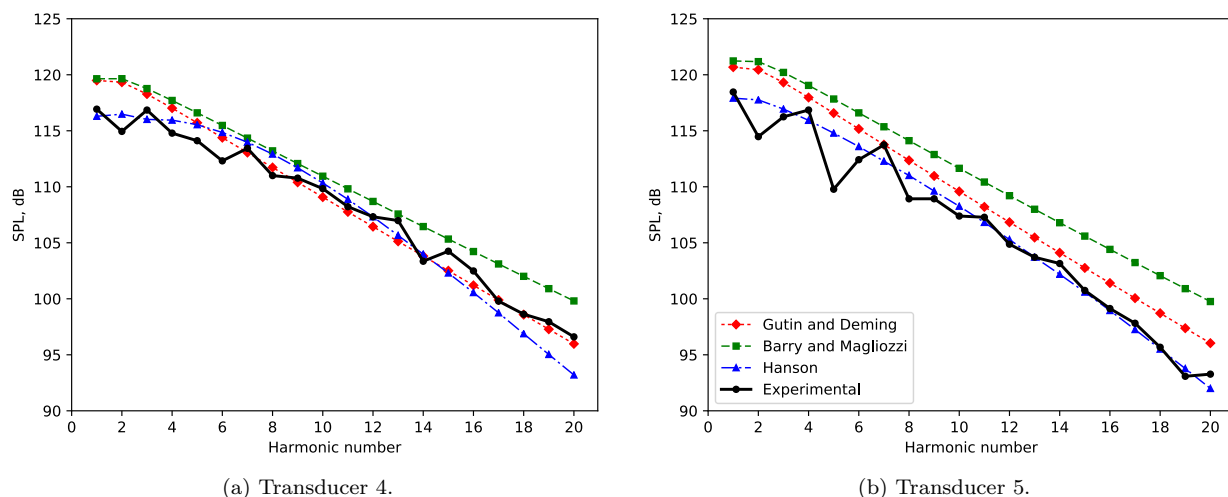 125
120
115
110
105
100
95
90
SPL, dB
0 2 4 6 8 10 12 14 16 18 20
Harmonic number
(a) Transducer 4.
125
120
115
110
105
100
95
90
SPL, dB
Gutin and Deming
Barry and Magliozzi
Hanson
Experimental
0 2 4 6 8 10 12 14 16 18 20
Harmonic number
(b) Transducer 5.